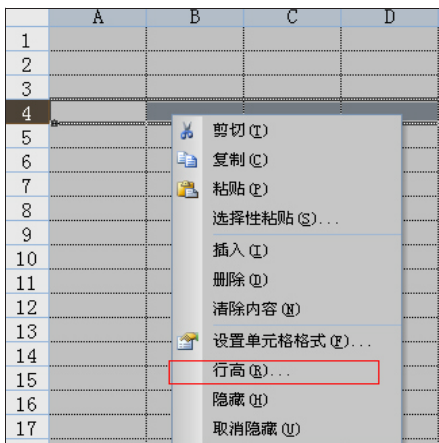 A B C D
1
2
3
4
5
剪切(T)
6
复制(C)
7
粘贴(P)
8
选择性粘贴(S)...
9
插入(I)
10
11
删除(D)
12
清除内容(N)
13
设置单元格格式(F)...
14
行高(R)...
15
16
隐藏(H)
17
取消隐藏(U)